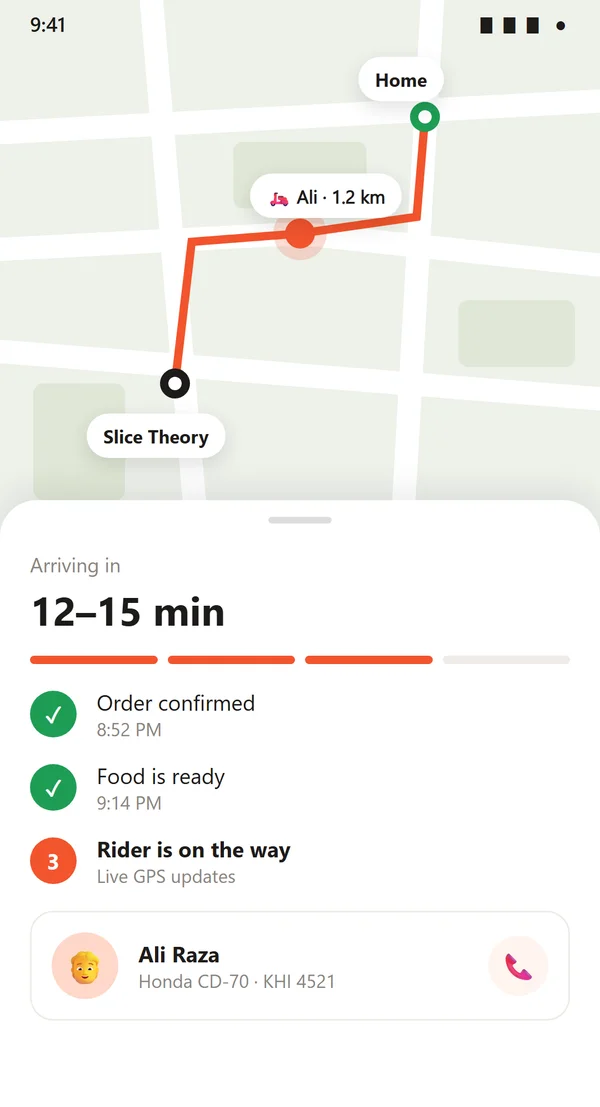 9:41
Home
Ali · 1.2 km
Slice Theory
Arriving in
12–15 min
Order confirmed
8:52 PM
Food is ready
9:14 PM
3
Rider is on the way
Live GPS updates
Ali Raza
Honda CD-70 · KHI 4521